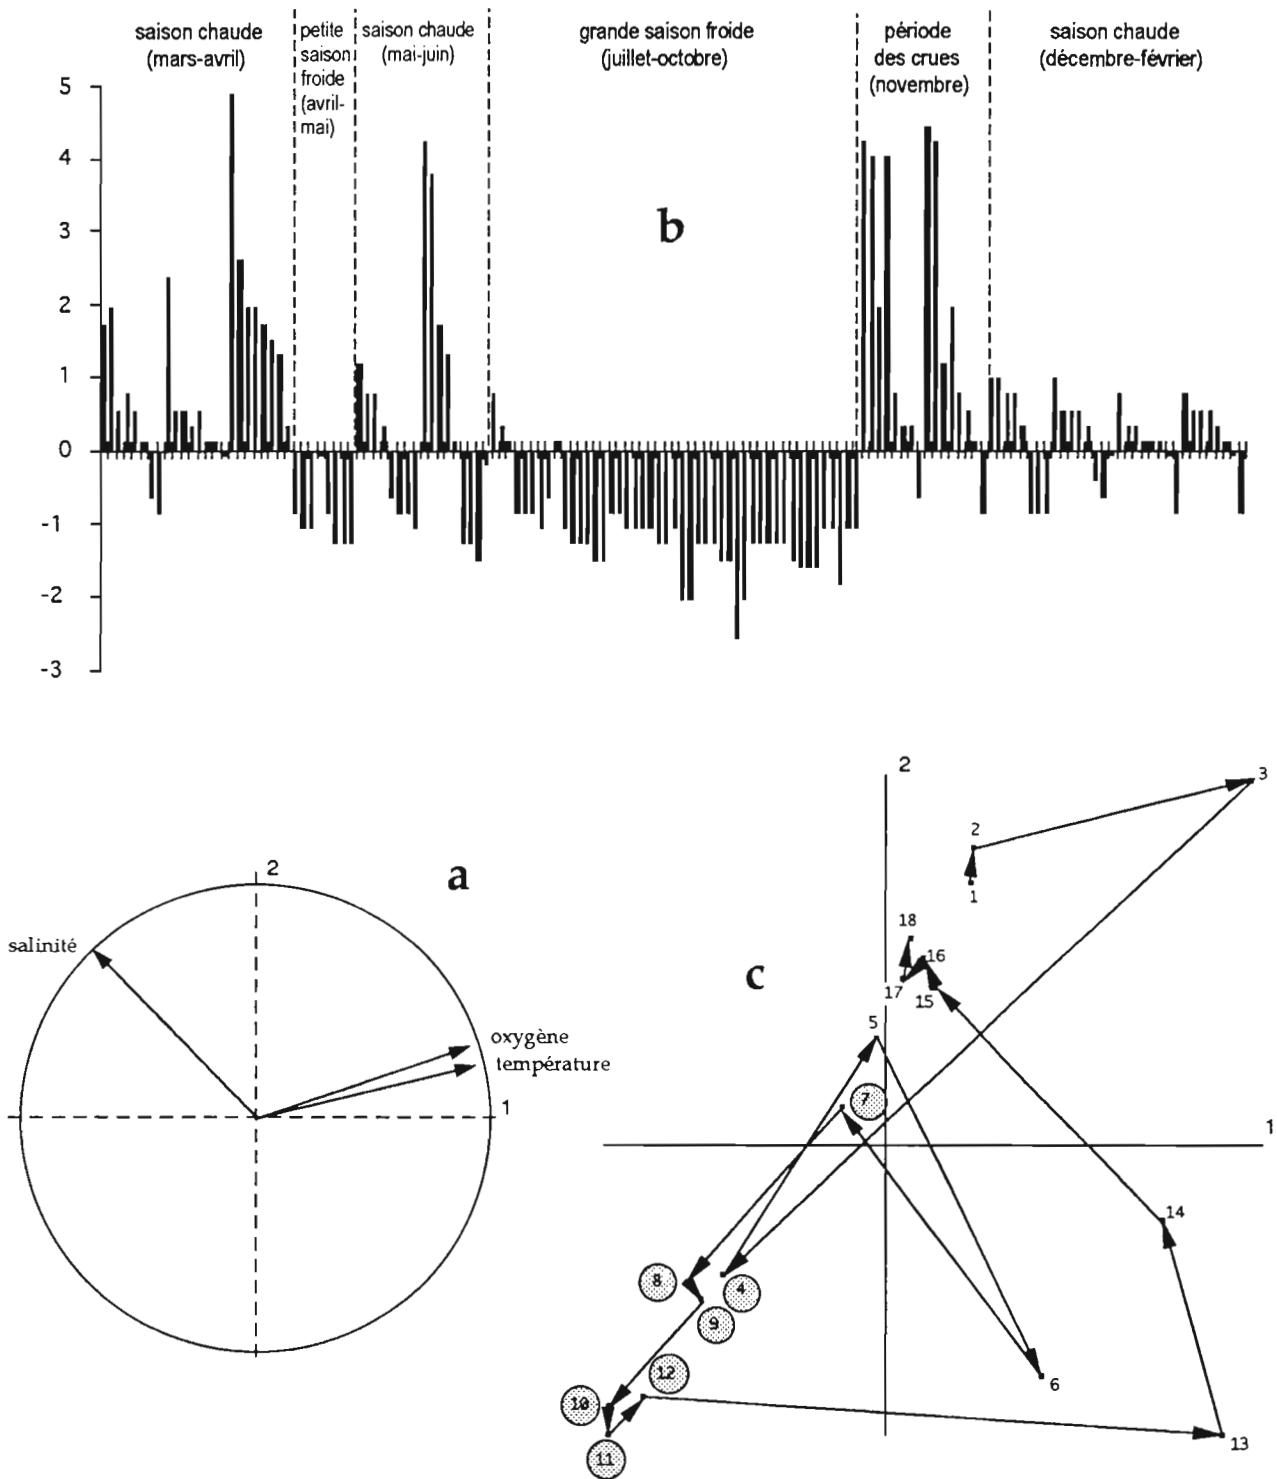 saison chaude
(mars-avril)
petite
saison
froide
(avril-
mai)
saison chaude
(mai-juin)
grande saison froide
(juillet-octobre)
période
des crues
(novembre)
saison chaude
(décembre-février)
5
4
3
2
1
0
-1
-2
-3
b
a
2
salinité
oxygène
température
1
c
2
3
2
1
18
16
17
15
5
7
1
14
8
4
9
12
6
10
13
11